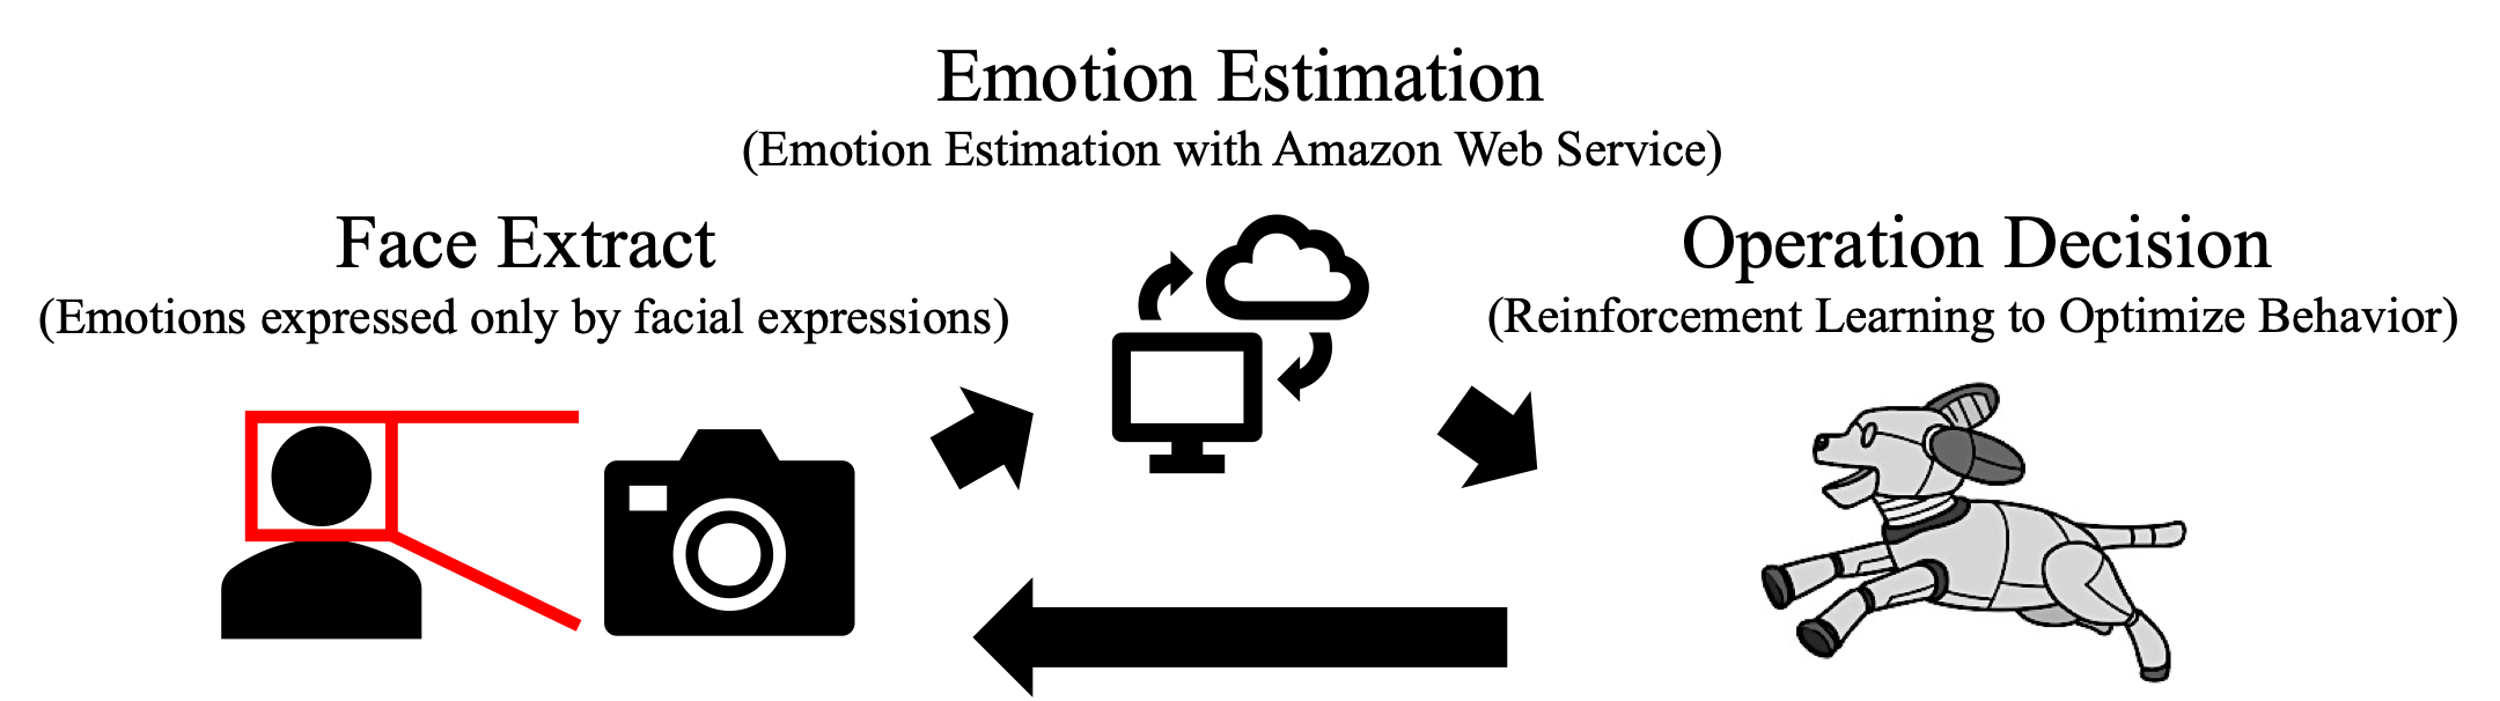 Emotion Estimation
(Emotion Estimation with Amazon Web Service)
Face Extract
(Emotions expressed only by facial expressions)
Operation Decision
(Reinforcement Learning to Optimize Behavior)